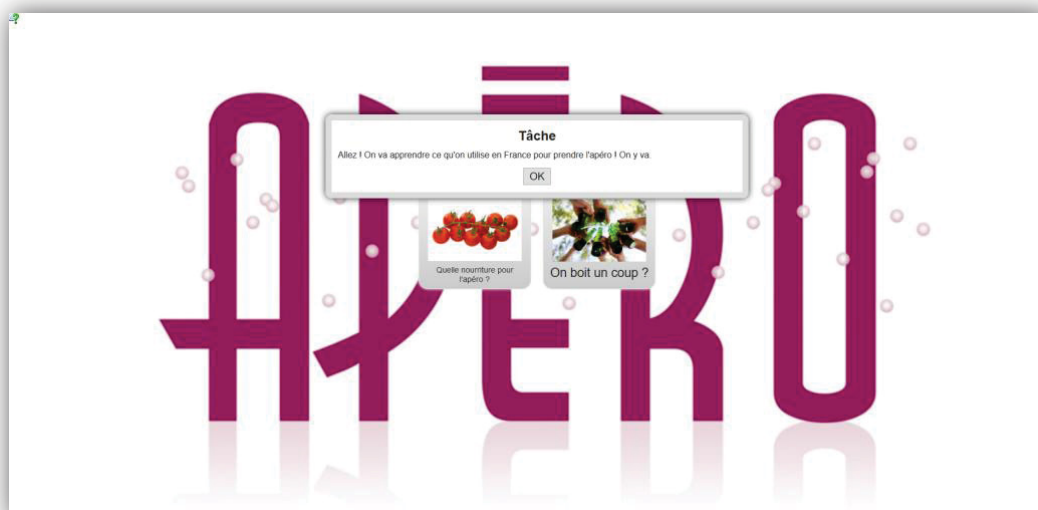 APÉRO
Tâche
Allez ! On va apprendre ce qu'on utilise en France pour prendre l'apéro ! On y va
OK
Quelle nourriture pour
l'apéro ?
On boit un coup ?